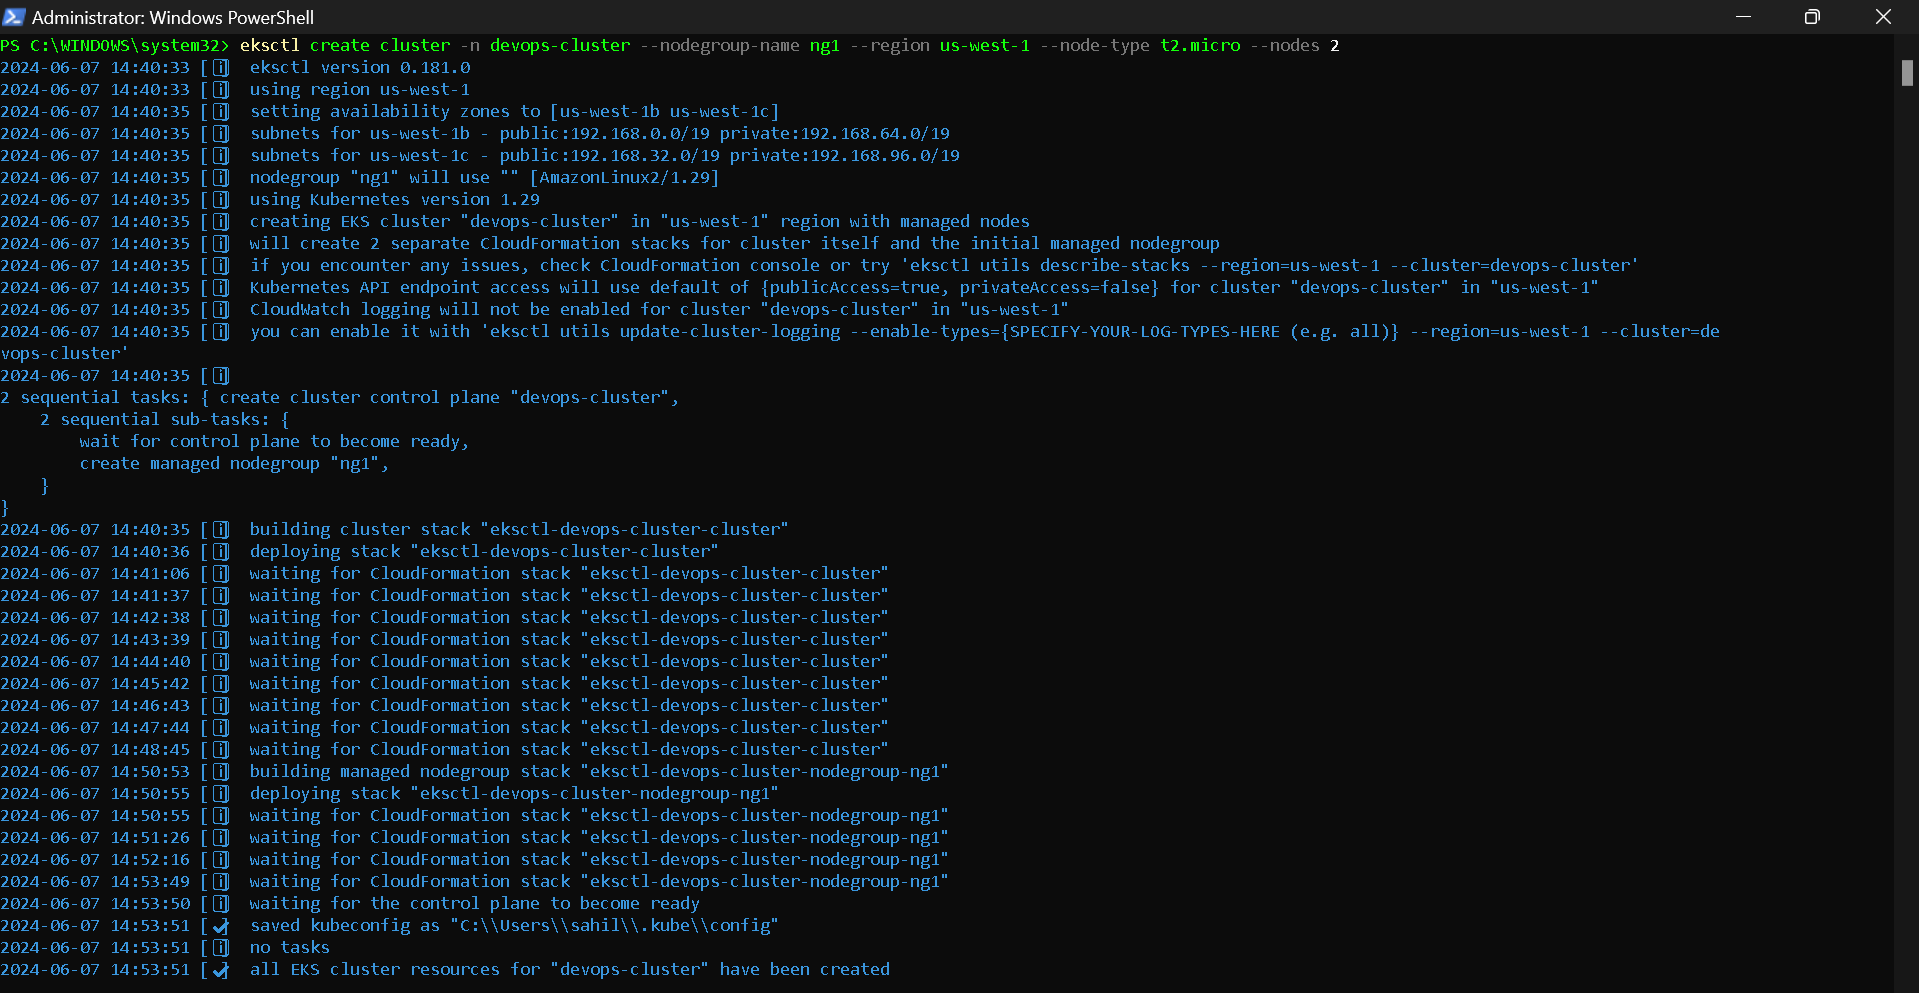 Administrator: Windows PowerShell
PS C:\WINDOWS\system32> eksctl create cluster -n devops-cluster --nodegroup-name ng1 --region us-west-1 --node-type t2.micro --nodes 2
2024-06-07 14:40:33 [i]  eksctl version 0.181.0
2024-06-07 14:40:33 [i]  using region us-west-1
2024-06-07 14:40:35 [i]  setting availability zones to [us-west-1b us-west-1c]
2024-06-07 14:40:35 [i]  subnets for us-west-1b - public:192.168.0.0/19 private:192.168.64.0/19
2024-06-07 14:40:35 [i]  subnets for us-west-1c - public:192.168.32.0/19 private:192.168.96.0/19
2024-06-07 14:40:35 [i]  nodegroup "ng1" will use "" [AmazonLinux2/1.29]
2024-06-07 14:40:35 [i]  using Kubernetes version 1.29
2024-06-07 14:40:35 [i]  creating EKS cluster "devops-cluster" in "us-west-1" region with managed nodes
2024-06-07 14:40:35 [i]  will create 2 separate CloudFormation stacks for cluster itself and the initial managed nodegroup
2024-06-07 14:40:35 [i]  if you encounter any issues, check CloudFormation console or try 'eksctl utils describe-stacks --region=us-west-1 --cluster=devops-cluster'
2024-06-07 14:40:35 [i]  Kubernetes API endpoint access will use default of {publicAccess=true, privateAccess=false} for cluster "devops-cluster" in "us-west-1"
2024-06-07 14:40:35 [i]  CloudWatch logging will not be enabled for cluster "devops-cluster" in "us-west-1"
2024-06-07 14:40:35 [i]  you can enable it with 'eksctl utils update-cluster-logging --enable-types={SPECIFY-YOUR-LOG-TYPES-HERE (e.g. all)} --region=us-west-1 --cluster=de
vops-cluster'
2024-06-07 14:40:35 [i]
2 sequential tasks: { create cluster control plane "devops-cluster",
    2 sequential sub-tasks: {
        wait for control plane to become ready,
        create managed nodegroup "ng1",
    }
}
2024-06-07 14:40:35 [i]  building cluster stack "eksctl-devops-cluster-cluster"
2024-06-07 14:40:36 [i]  deploying stack "eksctl-devops-cluster-cluster"
2024-06-07 14:41:06 [i]  waiting for CloudFormation stack "eksctl-devops-cluster-cluster"
2024-06-07 14:41:37 [i]  waiting for CloudFormation stack "eksctl-devops-cluster-cluster"
2024-06-07 14:42:38 [i]  waiting for CloudFormation stack "eksctl-devops-cluster-cluster"
2024-06-07 14:43:39 [i]  waiting for CloudFormation stack "eksctl-devops-cluster-cluster"
2024-06-07 14:44:40 [i]  waiting for CloudFormation stack "eksctl-devops-cluster-cluster"
2024-06-07 14:45:42 [i]  waiting for CloudFormation stack "eksctl-devops-cluster-cluster"
2024-06-07 14:46:43 [i]  waiting for CloudFormation stack "eksctl-devops-cluster-cluster"
2024-06-07 14:47:44 [i]  waiting for CloudFormation stack "eksctl-devops-cluster-cluster"
2024-06-07 14:48:45 [i]  waiting for CloudFormation stack "eksctl-devops-cluster-cluster"
2024-06-07 14:50:53 [i]  building managed nodegroup stack "eksctl-devops-cluster-nodegroup-ng1"
2024-06-07 14:50:55 [i]  deploying stack "eksctl-devops-cluster-nodegroup-ng1"
2024-06-07 14:50:55 [i]  waiting for CloudFormation stack "eksctl-devops-cluster-nodegroup-ng1"
2024-06-07 14:51:26 [i]  waiting for CloudFormation stack "eksctl-devops-cluster-nodegroup-ng1"
2024-06-07 14:52:16 [i]  waiting for CloudFormation stack "eksctl-devops-cluster-nodegroup-ng1"
2024-06-07 14:53:49 [i]  waiting for CloudFormation stack "eksctl-devops-cluster-nodegroup-ng1"
2024-06-07 14:53:50 [i]  waiting for the control plane to become ready
2024-06-07 14:53:51 [✔]  saved kubeconfig as "C:\\Users\\sahil\\.kube\\config"
2024-06-07 14:53:51 [i]  no tasks
2024-06-07 14:53:51 [✔]  all EKS cluster resources for "devops-cluster" have been created